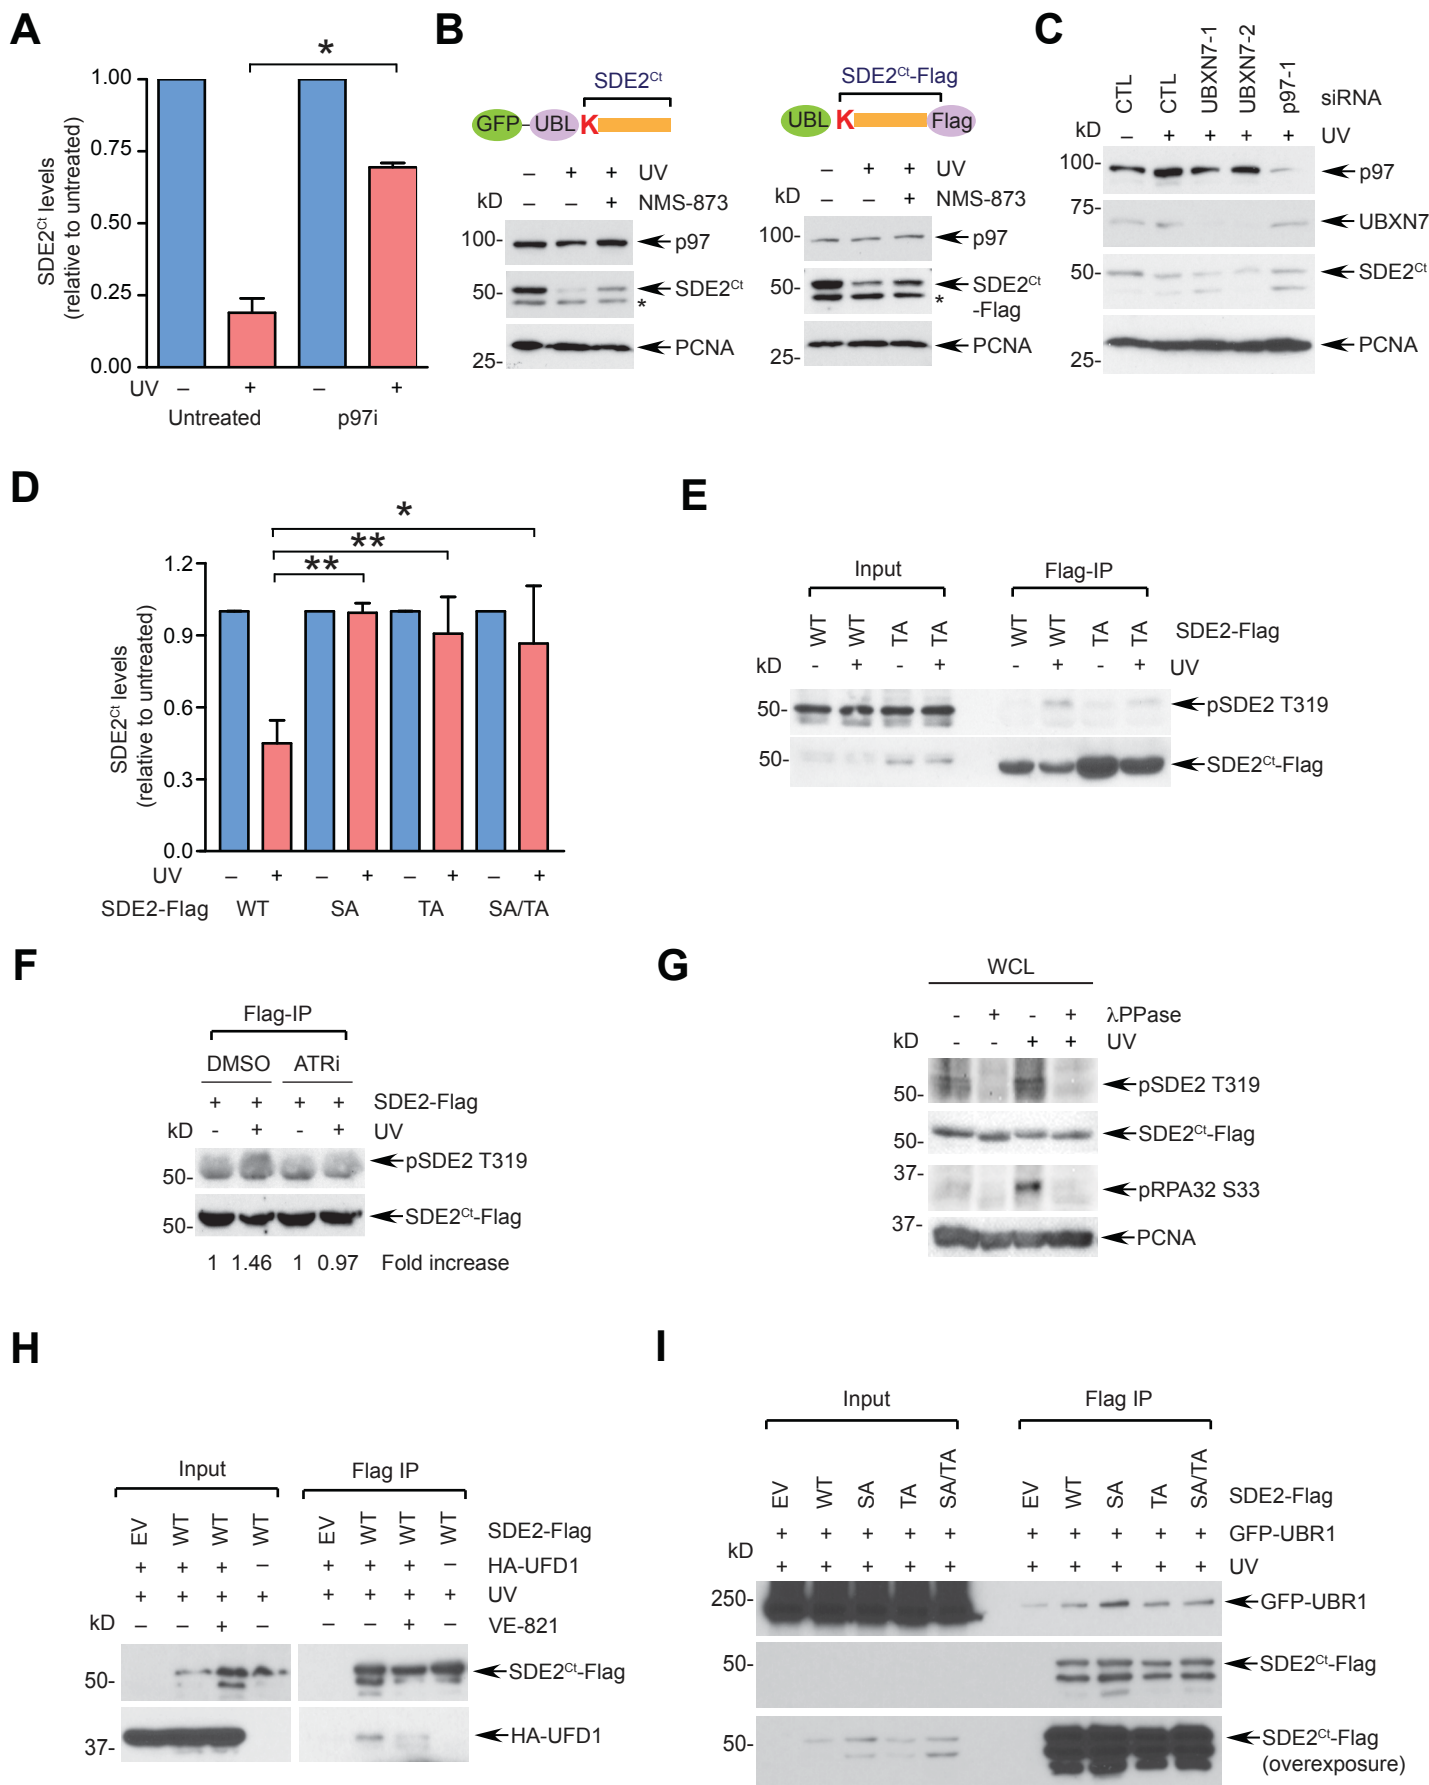 A
*
1.00
0.75
0.50
0.25
0.00
SDE2Ct levels
(relative to untreated)
UV – + – +
Untreated p97i
B
SDE2Ct
GFP – UBL K
– + + UV
kD – – + NMS-873
100- p97
50- SDE2Ct
*
25- PCNA
SDE2Ct-Flag
UBL K Flag
– + + UV
kD – – + NMS-873
100- p97
50- SDE2Ct
-Flag
*
25- PCNA
C
CTL CTL UBXN7-1 UBXN7-2 p97-1 siRNA
kD – + + + + UV
100- p97
75- UBXN7
50- SDE2Ct
25- PCNA
D
*
**
**
1.2
0.9
0.6
0.3
0.0
SDE2Ct levels
(relative to untreated)
UV – + – + – + – +
SDE2-Flag WT SA TA SA/TA
E
Input Flag-IP
WT WT TA TA WT WT TA TA SDE2-Flag
kD - + - + - + - + UV
50- pSDE2 T319
50- SDE2Ct-Flag
F
Flag-IP
DMSO ATRi
+ + + + SDE2-Flag
kD - + - + UV
50- pSDE2 T319
50- SDE2Ct-Flag
1 1.46 1 0.97 Fold increase
G
WCL
- + - + λPPase
kD - - + + UV
50- pSDE2 T319
50- SDE2Ct-Flag
37- pRPA32 S33
37- PCNA
H
Input Flag IP
EV WT WT WT EV WT WT WT SDE2-Flag
+ + + – + + + – HA-UFD1
+ + + + + + + + UV
kD – – + – – – + – VE-821
50- SDE2Ct-Flag
37- HA-UFD1
I
Input Flag IP
EV WT SA TA SA/TA EV WT SA TA SA/TA SDE2-Flag
+ + + + + + + + + + GFP-UBR1
kD + + + + + + + + + + UV
250- GFP-UBR1
50- SDE2Ct-Flag
50- SDE2Ct-Flag
(overexposure)